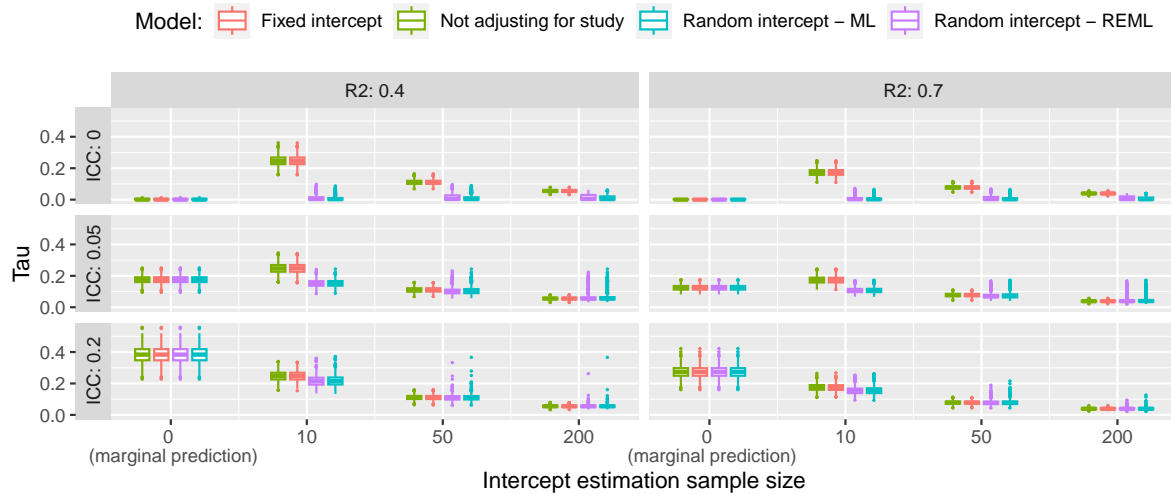 Model: Fixed intercept Not adjusting for study Random intercept − ML Random intercept − REML
R2: 0.4 R2: 0.7
ICC: 0
0.4
0.2
0.0
ICC: 0.05
0.4
0.2
0.0
ICC: 0.2
0.4
0.2
0.0
Tau
0 10 50 200 0 10 50 200
(marginal prediction) (marginal prediction)
Intercept estimation sample size